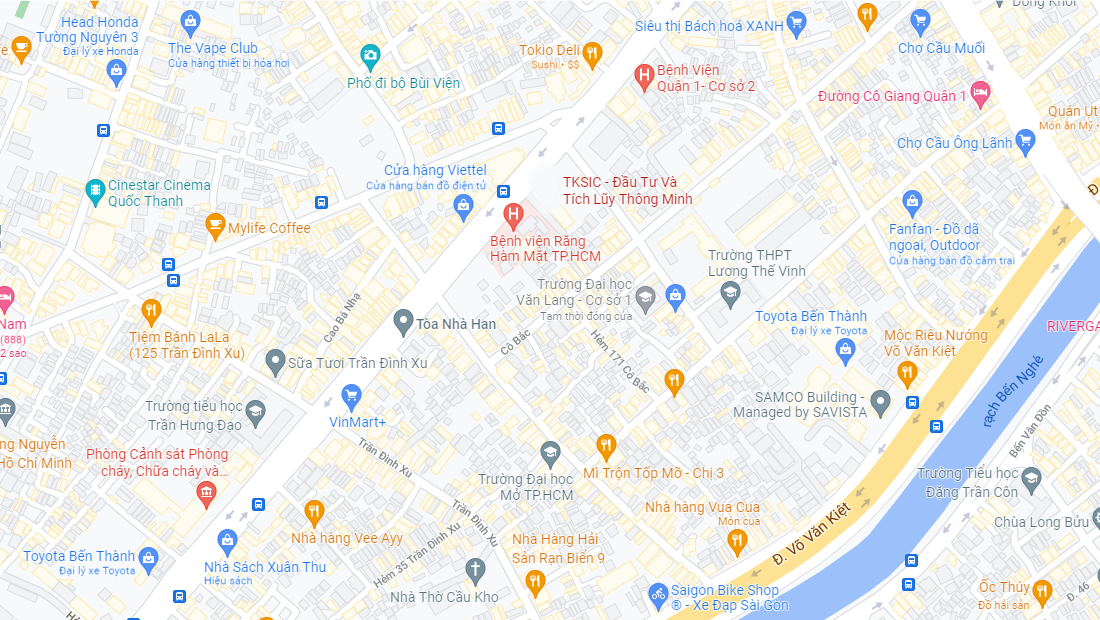 Head Honda
Tường Nguyên 3
Đại lý xe Honda
The Vape Club
Cửa hàng thiết bị hóa hơi
Phố đi bộ Bùi Viện
Tokio Deli
Sushi • $$
Siêu thị Bách hoá XANH
Chợ Cầu Muối
Đồng Khởi
Bệnh Viện
Quận 1- Cơ sở 2
Đường Cô Giang Quận 1
Quán Ut
Món ăn Mỹ •
Chợ Cầu Ông Lãnh
Cửa hàng Viettel
Cửa hàng bán đồ điện tử
TKSIC - Đầu Tư Và
Tích Lũy Thông Minh
Cinestar Cinema
Quốc Thanh
Mylife Coffee
Bệnh viện Răng
Hàm Mặt TP.HCM
Fanfan - Đồ dã
ngoại, Outdoor
Cửa hàng bán đồ cắm trại
Trường THPT
Lương Thế Vinh
Trường Đại học
Văn Lang - Cơ sở 1
Tạm thời đóng cửa
Toyota Bến Thành
Đại lý xe Toyota
RIVERGA
Nam
(888)
2 sao
Cao Bá Nhạ
Tòa Nhà Han
Cô Bắc
Hẻm 171 Cô Bắc
Mộc Riêu Nướng
Võ Văn Kiệt
Tiệm Bánh LaLa
(125 Trần Đình Xu)
Sữa Tươi Trần Đình Xu
rạch Bến Nghé
SAMCO Building -
Managed by SAVISTA
Trường tiểu học
Trần Hưng Đạo
VinMart+
Bến Vân Đồn
ng Nguyễn
Hồ Chí Minh
Phòng Cảnh sát Phòng
cháy, Chữa cháy và...
Trần Đình Xu
Trường Đại học
Mở TP.HCM
Mì Trộn Tốp Mỡ - Chị 3
Trường Tiểu học
Đặng Trần Côn
Nhà hàng Vua Cua
Món cua
Đ. Võ Văn Kiệt
Chùa Long Bửu
Nhà hàng Vee Ayy
Trần Đình Xu
Hẻm 35 Trần Đình Xu
Nhà Hàng Hải
Sản Rạn Biển 9
Toyota Bến Thành
Đại lý xe Toyota
Nhà Sách Xuân Thu
Hiệu sách
Nhà Thờ Cầu Kho
Saigon Bike Shop
® - Xe Đạp Sài Gòn
Ốc Thúy
Đồ hải sản
Đ. 46